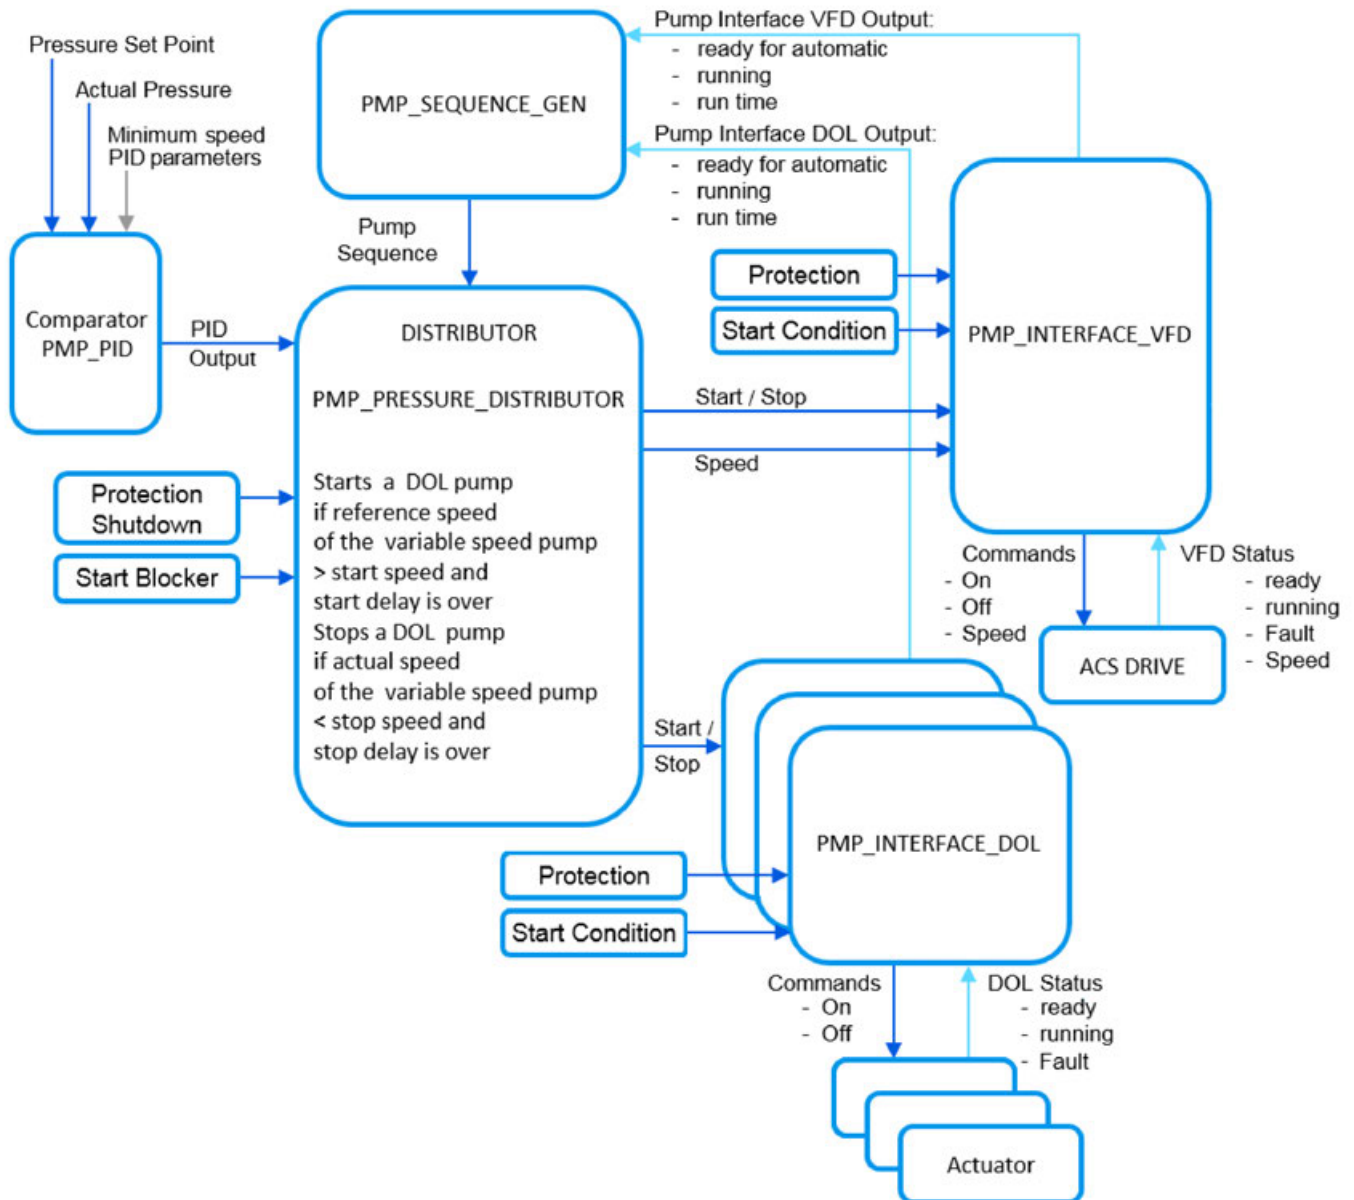 Pressure Set Point
Actual Pressure
Minimum speed
PID parameters
Comparator
PMP_PID
PID
Output
PMP_SEQUENCE_GEN
Pump
Sequence
Pump Interface VFD Output:
- ready for automatic
- running
- run time
Pump Interface DOL Output:
- ready for automatic
- running
- run time
Protection
Start Condition
PMP_INTERFACE_VFD
DISTRIBUTOR
PMP_PRESSURE_DISTRIBUTOR
Starts a DOL pump
if reference speed
of the variable speed pump
> start speed and
start delay is over
Stops a DOL pump
if actual speed
of the variable speed pump
< stop speed and
stop delay is over
Protection
Shutdown
Start Blocker
Start / Stop
Speed
Commands
- On
- Off
- Speed
VFD Status
- ready
- running
- Fault
- Speed
ACS DRIVE
Start /
Stop
PMP_INTERFACE_DOL
Protection
Start Condition
Commands
- On
- Off
DOL Status
- ready
- running
- Fault
Actuator